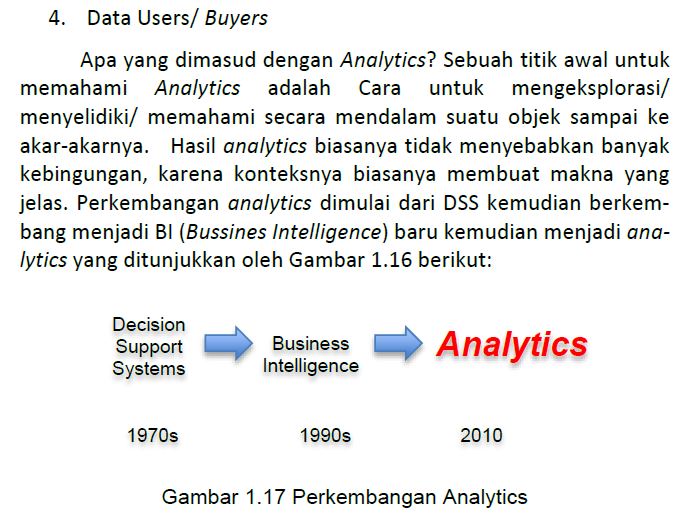 4. Data Users/ Buyers
Apa yang dimasud dengan Analytics? Sebuah titik awal untuk
memahami Analytics adalah Cara untuk mengeksplorasi/
menyelidiki/ memahami secara mendalam suatu objek sampai ke
akar-akarnya. Hasil analytics biasanya tidak menyebabkan banyak
kebingungan, karena konteksnya biasanya membuat makna yang
jelas. Perkembangan analytics dimulai dari DSS kemudian berkem-
bang menjadi BI (Bussines Intelligence) baru kemudian menjadi ana-
lytics yang ditunjukkan oleh Gambar 1.16 berikut:
Decision
Support
Systems
Business
Intelligence
Analytics
1970s
1990s
2010
Gambar 1.17 Perkembangan Analytics